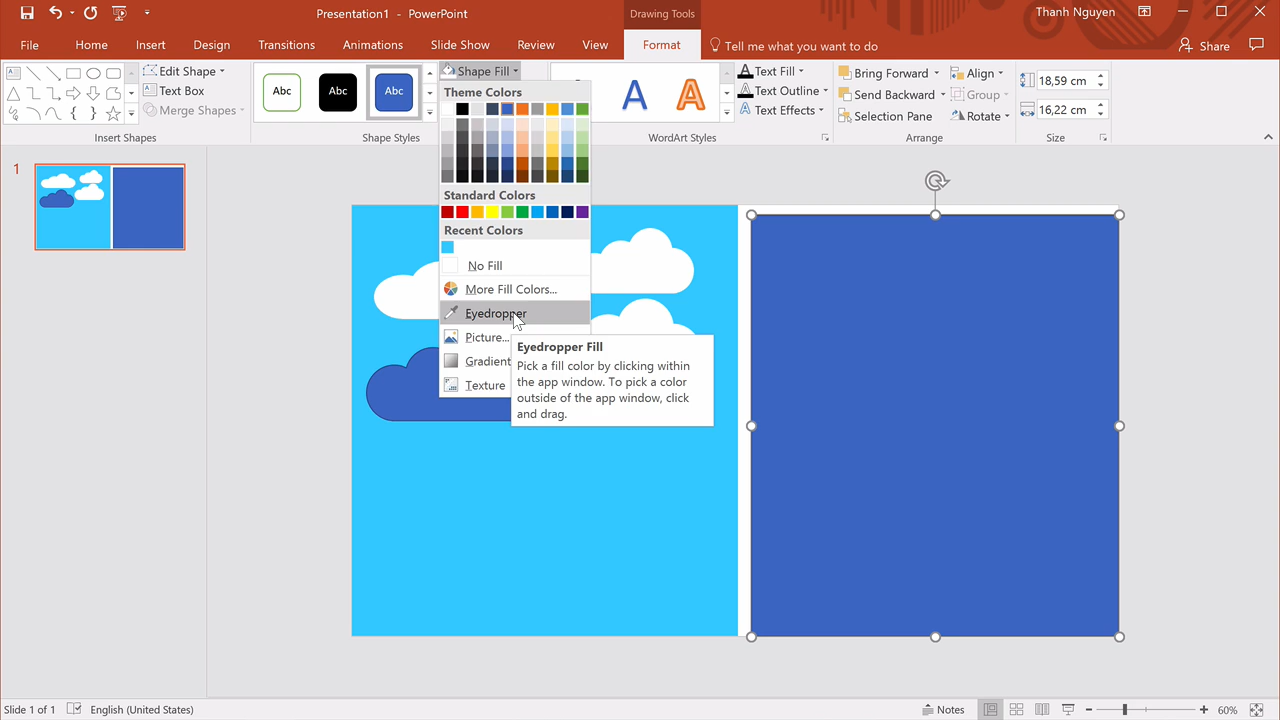 Presentation1 - PowerPoint
Drawing Tools
Thanh Nguyen
File
Home
Insert
Design
Transitions
Animations
Slide Show
Review
View
Format
Tell me what you want to do
Share
Edit Shape
Text Box
Merge Shapes
Insert Shapes
Abc
Abc
Abc
Shape Styles
Shape Fill
Theme Colors
Standard Colors
Recent Colors
No Fill
More Fill Colors...
Eyedropper
Picture...
Gradient
Texture
Eyedropper Fill
Pick a fill color by clicking within
the app window. To pick a color
outside of the app window, click
and drag.
A
A
WordArt Styles
Text Fill
Text Outline
Text Effects
Bring Forward
Send Backward
Selection Pane
Align
Group
Rotate
Arrange
18,59 cm
16,22 cm
Size
1
Slide 1 of 1
English (United States)
Notes
60%